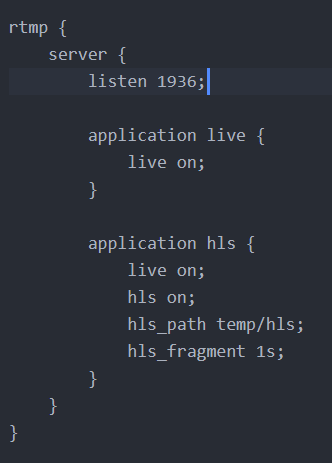 rtmp {
    server {
        listen 1936;

        application live {
            live on;
        }

        application hls {
            live on;
            hls on;
            hls_path temp/hls;
            hls_fragment 1s;
        }
    }
}